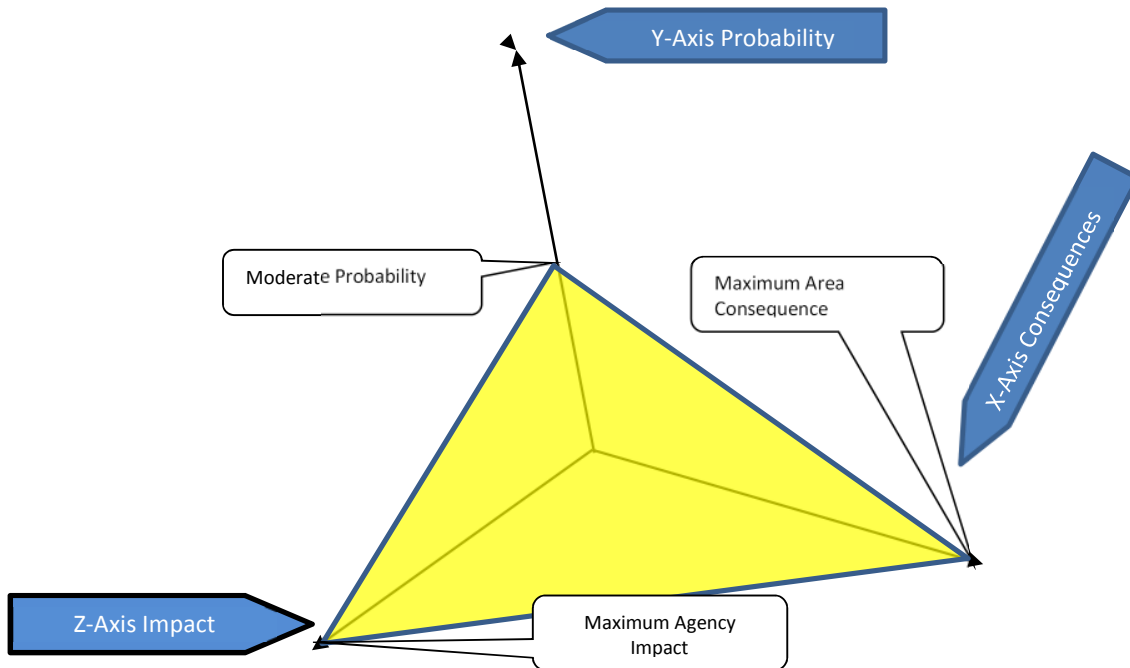 Y-Axis Probability
X-Axis Consequences
Moderate Probability
Maximum Area
Consequence
Z-Axis Impact
Maximum Agency
Impact